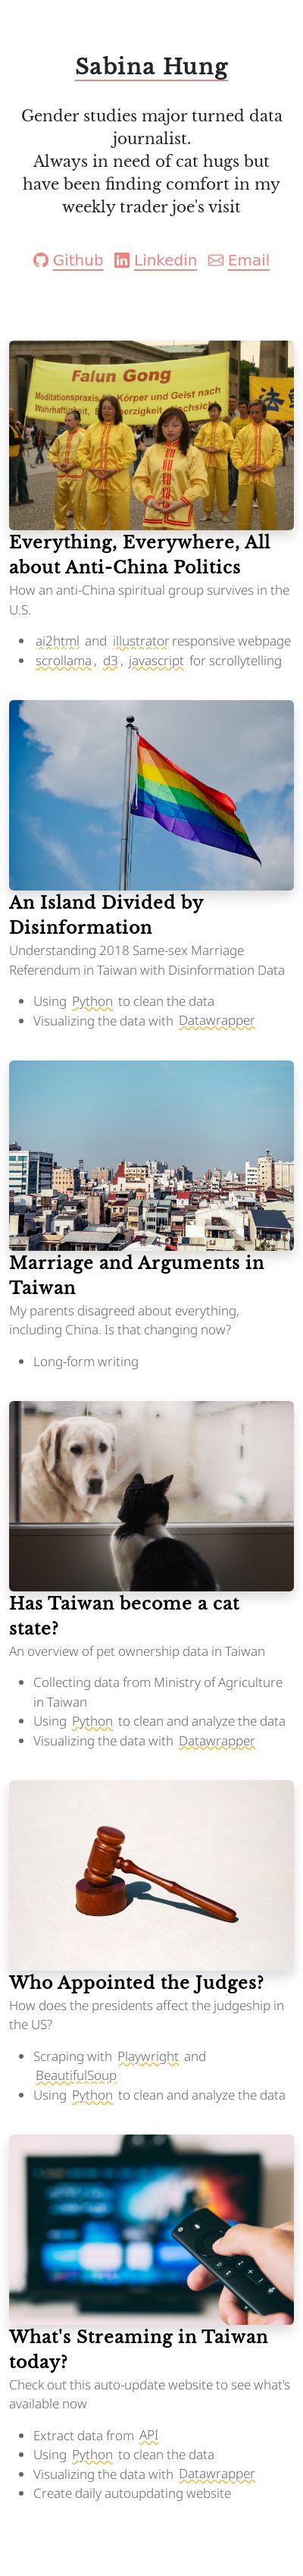 Sabina Hung
Gender studies major turned data
journalist.
Always in need of cat hugs but
have been finding comfort in my
weekly trader joe's visit
Github Linkedin Email
Falun Gong
Meditationspraxis Körper und Geist nach
Wahrhaftigkeit, Barmherzigkeit, Nachsicht
Everything, Everywhere, All
about Anti-China Politics
How an anti-China spiritual group survives in the
U.S.
• ai2html and illustrator responsive webpage
• scrollama, d3, javascript for scrollytelling
An Island Divided by
Disinformation
Understanding 2018 Same-sex Marriage
Referendum in Taiwan with Disinformation Data
• Using Python to clean the data
• Visualizing the data with Datawrapper
Marriage and Arguments in
Taiwan
My parents disagreed about everything,
including China. Is that changing now?
• Long-form writing
Has Taiwan become a cat
state?
An overview of pet ownership data in Taiwan
• Collecting data from Ministry of Agriculture
in Taiwan
• Using Python to clean and analyze the data
• Visualizing the data with Datawrapper
Who Appointed the Judges?
How does the presidents affect the judgeship in
the US?
• Scraping with Playwright and
BeautifulSoup
• Using Python to clean and analyze the data
What's Streaming in Taiwan
today?
Check out this auto-update website to see what's
available now
• Extract data from API
• Using Python to clean the data
• Visualizing the data with Datawrapper
• Create daily autoupdating website